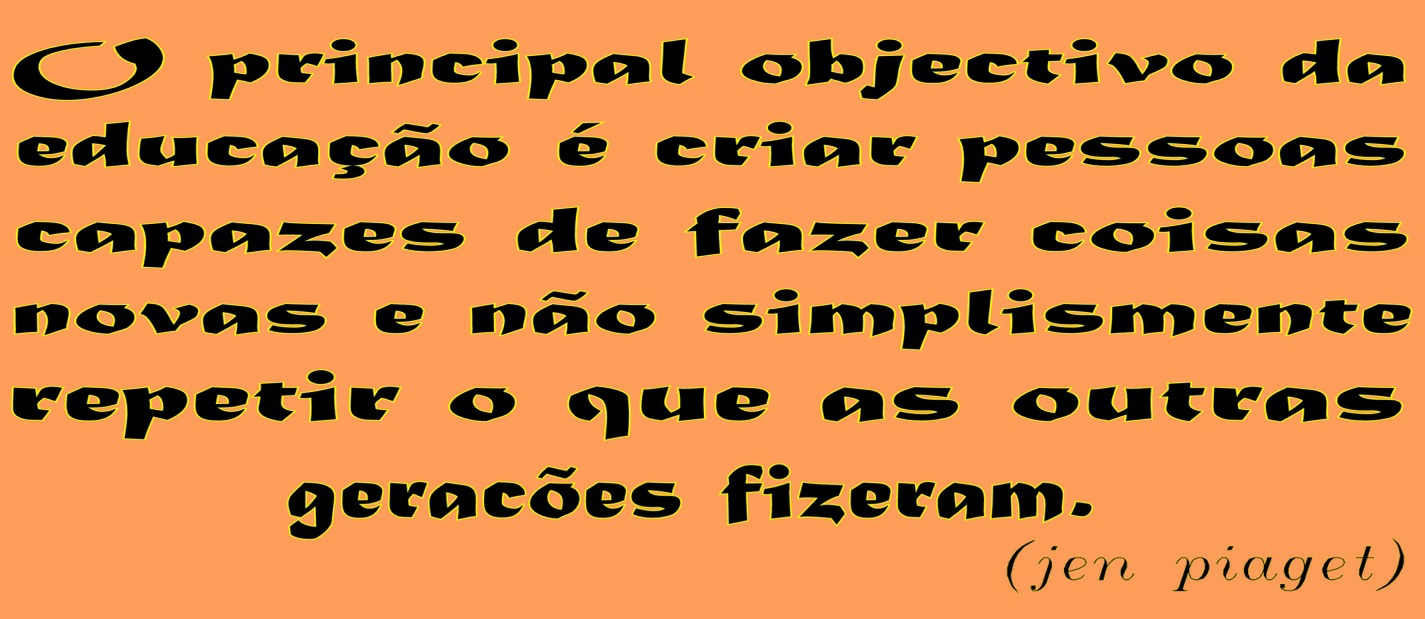 O principal objectivo da
educação é criar pessoas
capazes de fazer coisas
novas e não simplismente
repetir o que as outras
geracões fizeram.
(jen piaget)